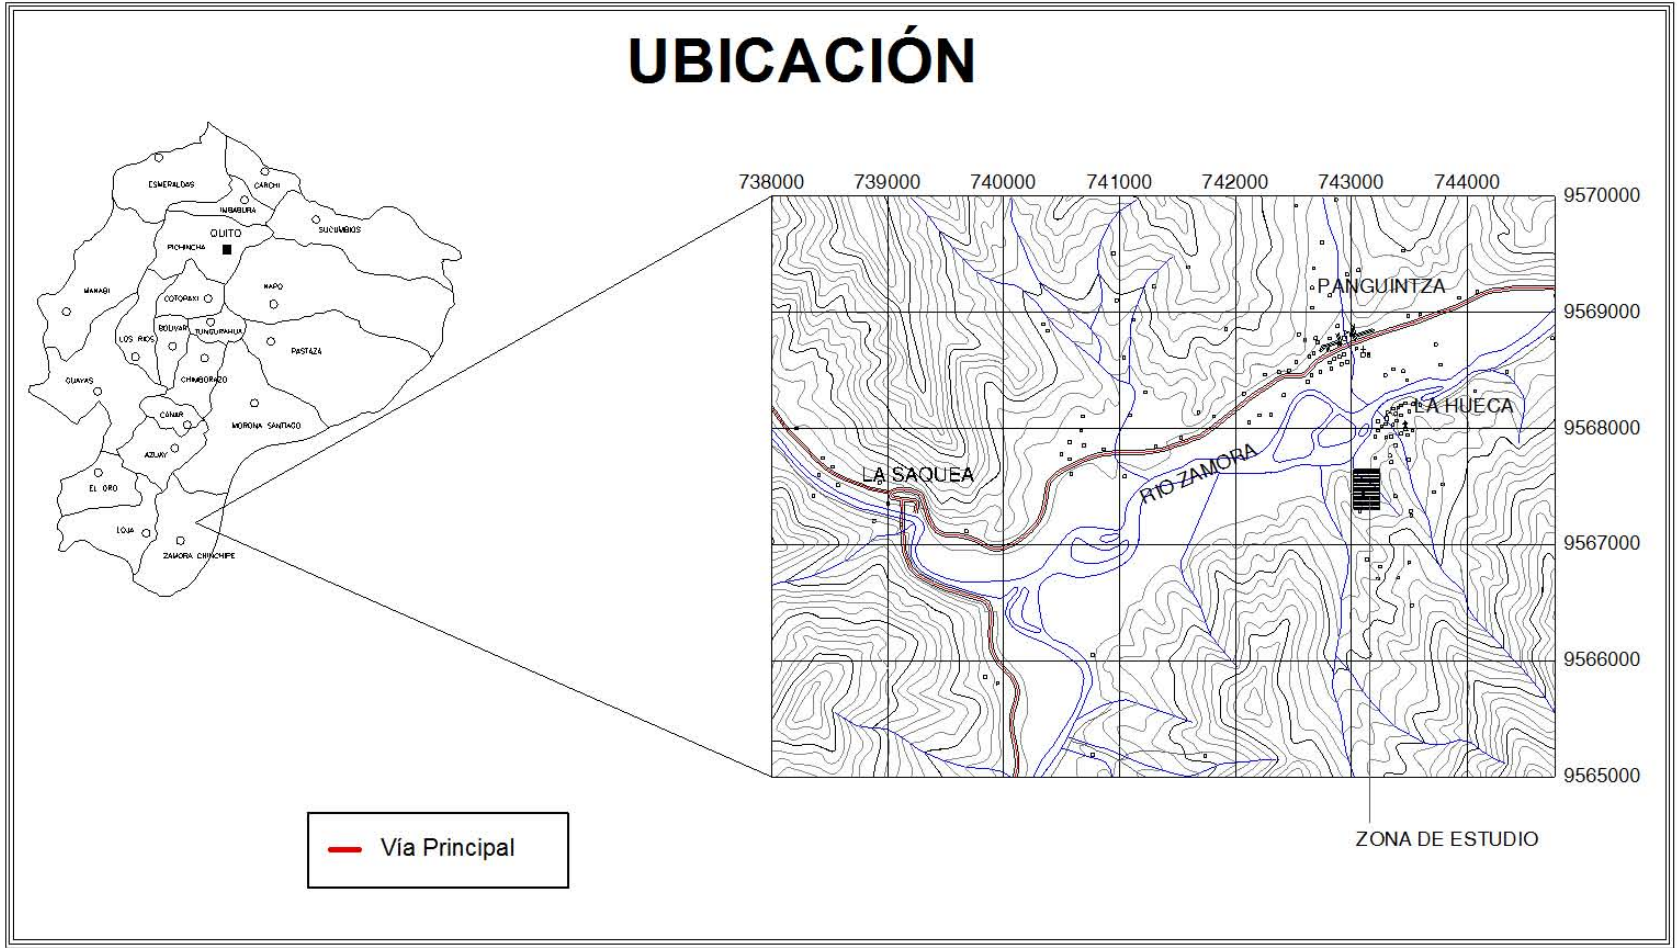 UBICACIÓN
ESMERALDAS
CARCHI
IMBABURA
SUCUMBIOS
QUITO
PICHINCHA
MANABI
COTOPAXI
NAPO
BOLIVAR
TUNGURAHUA
LOS RIOS
PASTAZA
GUAYAS
CHIMBORAZO
CAÑAR
MORONA SANTIAGO
AZUAY
EL ORO
LOJA
ZAMORA CHINCHIPE
738000 739000 740000 741000 742000 743000 744000
9570000
PANGUINTZA
9569000
LA HUECA
9568000
RIO ZAMORA
LA SAQUEA
9567000
9566000
9565000
ZONA DE ESTUDIO
Vía Principal